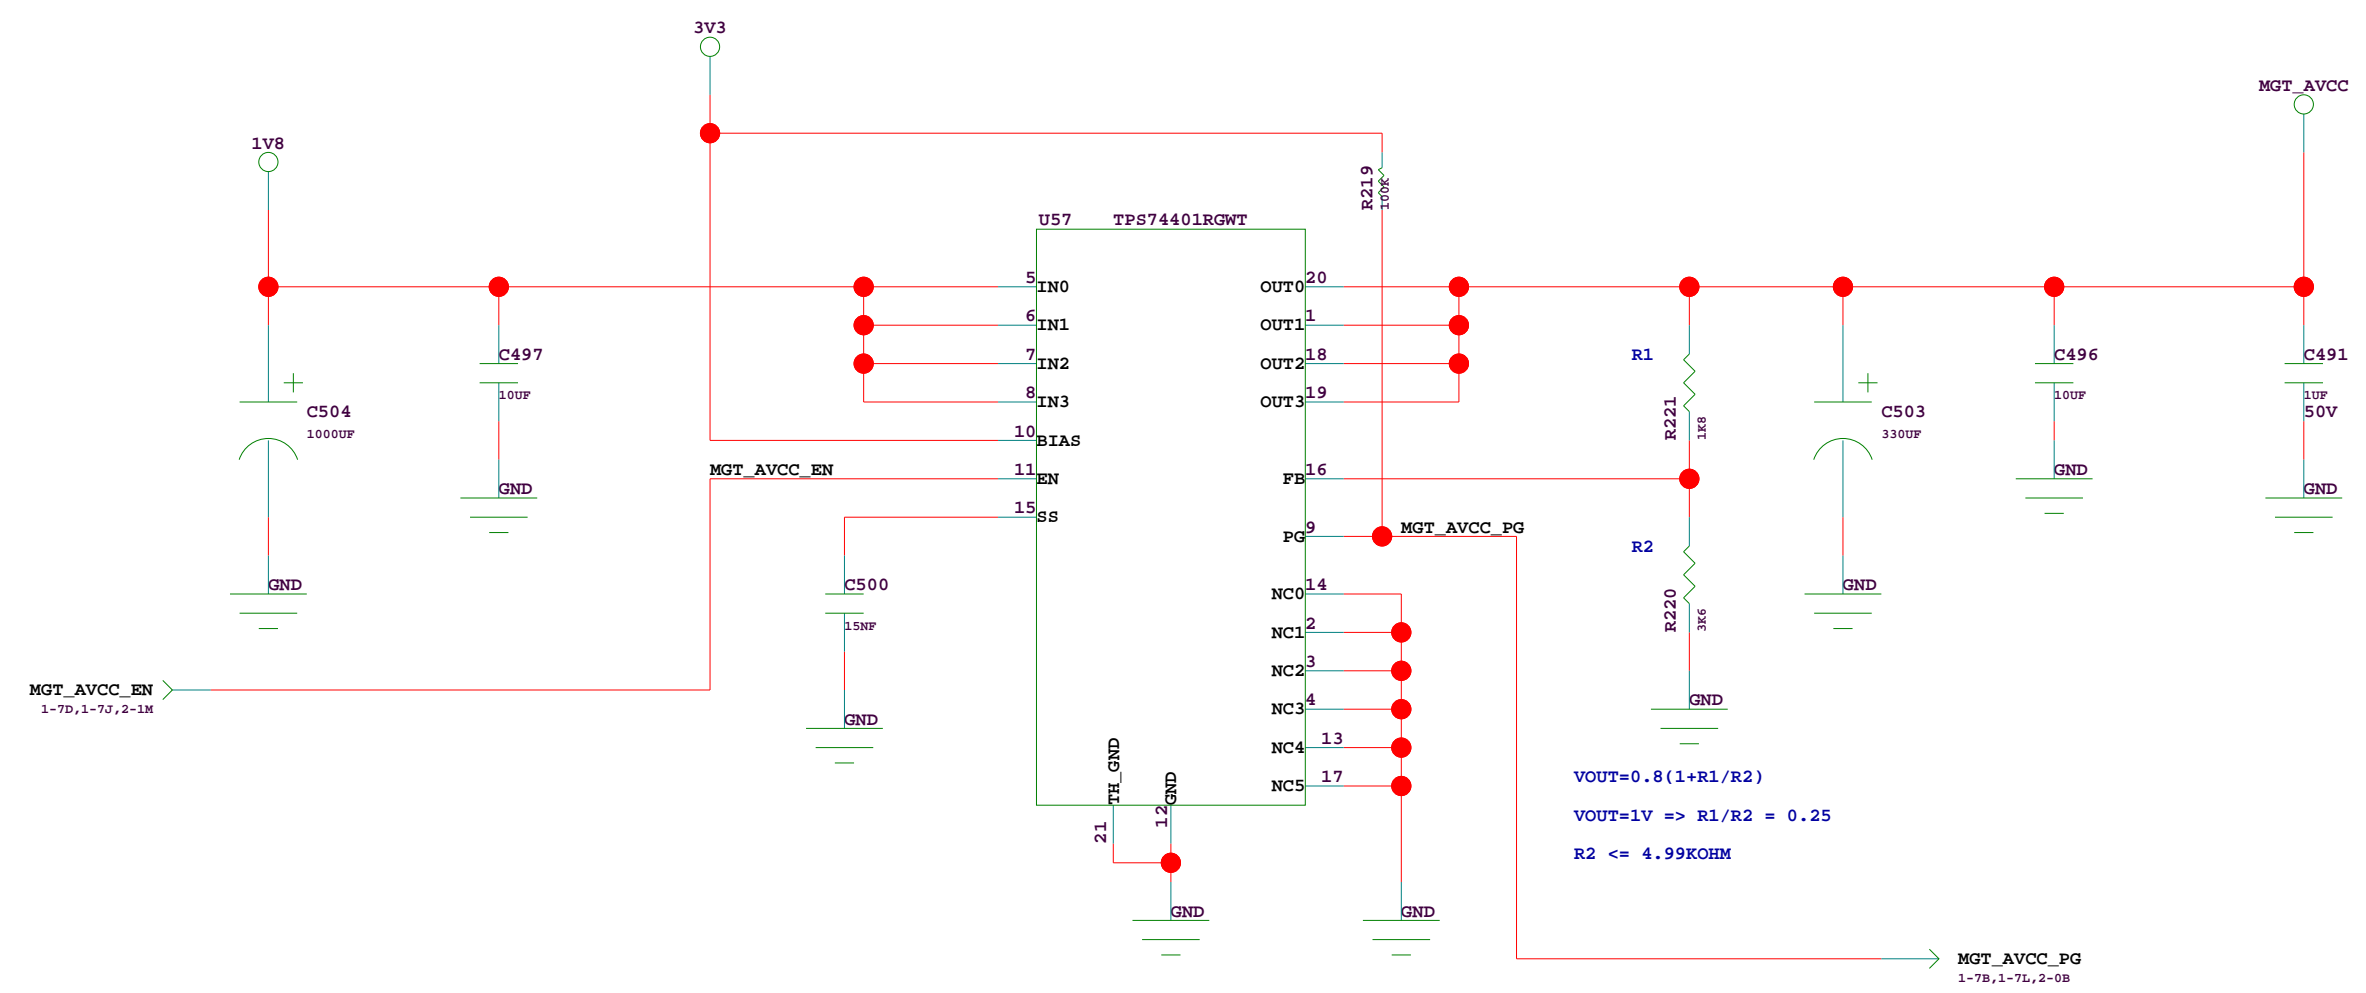 3V3
MGT_AVCC
1V8
R219
100K
U57 TPS74401RGWT
5 IN0
6 IN1
7 IN2
8 IN3
10 BIAS
11 EN
15 SS
OUT0 20
OUT1 1
OUT2 18
OUT3 19
FB 16
PG 9
NC0 14
NC1 2
NC2 3
NC3 4
NC4 13
NC5 17
TH_GND
21
GND
12
GND
GND
C504
1000UF
GND
C497
10UF
GND
MGT_AVCC_EN
C500
15NF
GND
MGT_AVCC_EN
1-7D,1-7J,2-1M
MGT_AVCC_PG
R1
R221
1K8
R2
R220
3K6
GND
C503
330UF
GND
C496
10UF
GND
C491
1UF
50V
GND
VOUT=0.8(1+R1/R2)
VOUT=1V => R1/R2 = 0.25
R2 <= 4.99KOHM
MGT_AVCC_PG
1-7B,1-7L,2-0B